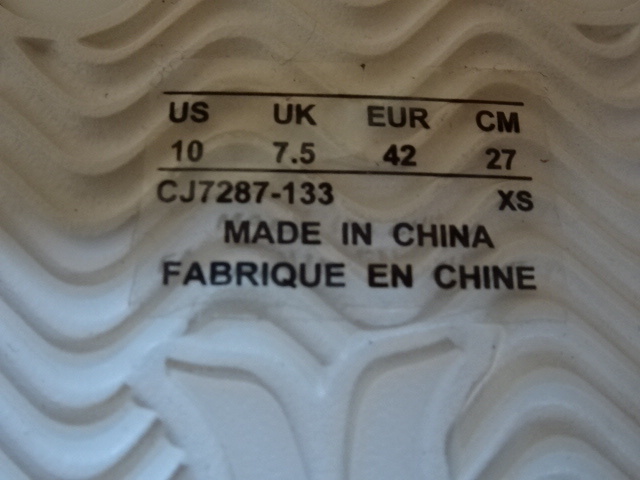 US UK EUR CM
10 7.5 42 27
CJ7287-133 XS
MADE IN CHINA
FABRIQUE EN CHINE